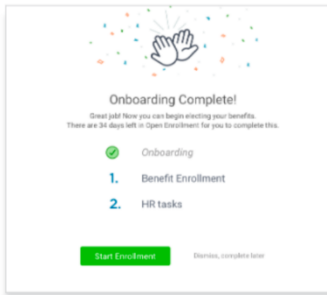 Onboarding Complete!
Great job! Now you can begin electing your benefits.
There are 34 days left in Open Enrollment for you to complete this.
Onboarding
1. Benefit Enrollment
2. HR tasks
Start Enrollment Dismiss, complete later